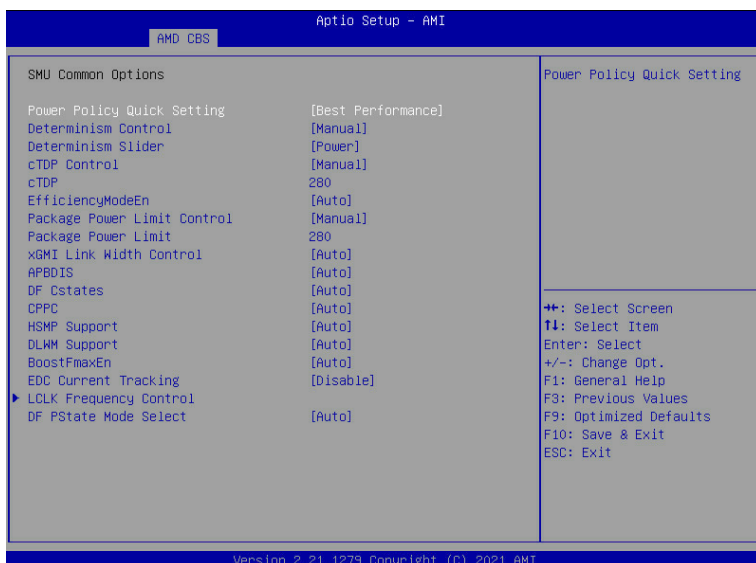 Aptio Setup - AMI
AMD CBS
SMU Common Options
Power Policy Quick Setting [Best Performance]
Determinism Control [Manual]
Determinism Slider [Power]
cTDP Control [Manual]
cTDP 280
EfficiencyModeEn [Auto]
Package Power Limit Control [Manual]
Package Power Limit 280
xGMI Link Width Control [Auto]
APBDIS [Auto]
DF Cstates [Auto]
CPPC [Auto]
HSMP Support [Auto]
DLWM Support [Auto]
BoostFmaxEn [Auto]
EDC Current Tracking [Disable]
LCLK Frequency Control
DF PState Mode Select [Auto]
Power Policy Quick Setting
→←: Select Screen
↑↓: Select Item
Enter: Select
+/-: Change Opt.
F1: General Help
F3: Previous Values
F9: Optimized Defaults
F10: Save & Exit
ESC: Exit
Version 2.21.1279 Copyright (C) 2021 AMI